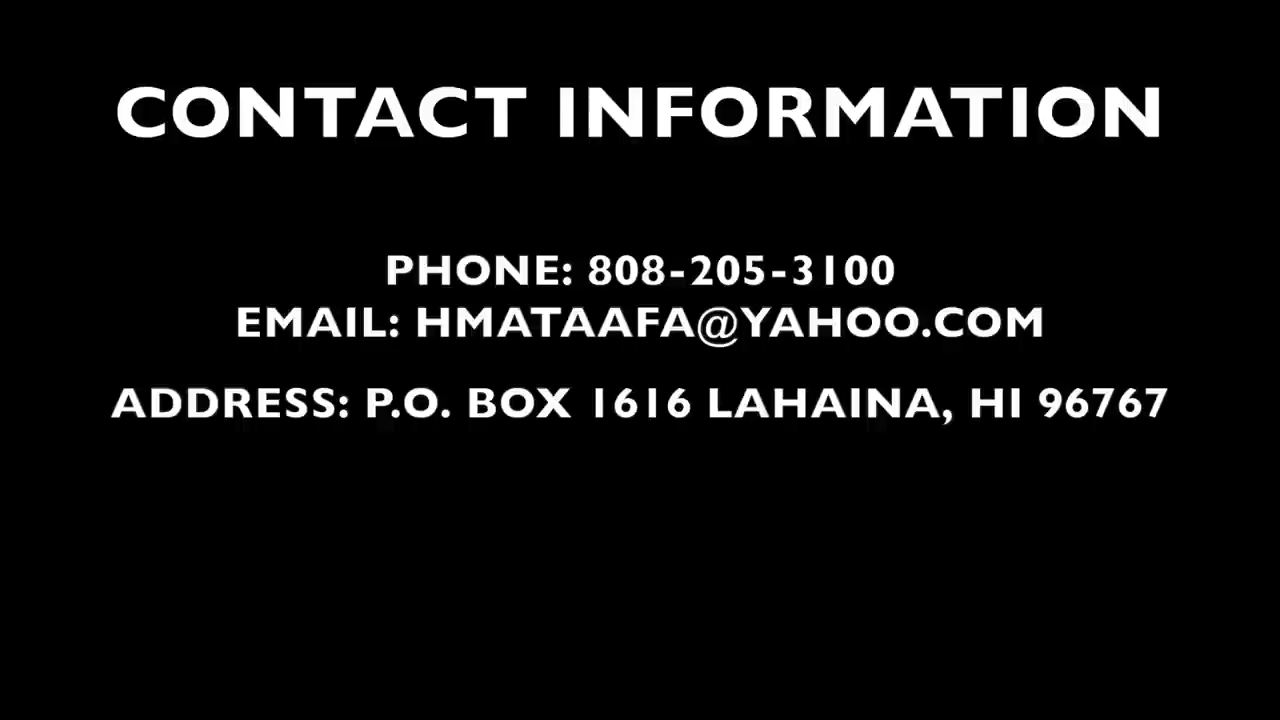 CONTACT INFORMATION
PHONE: 808-205-3100
EMAIL: HMATAAFA@YAHOO.COM
ADDRESS: P.O. BOX 1616 LAHAINA, HI 96767